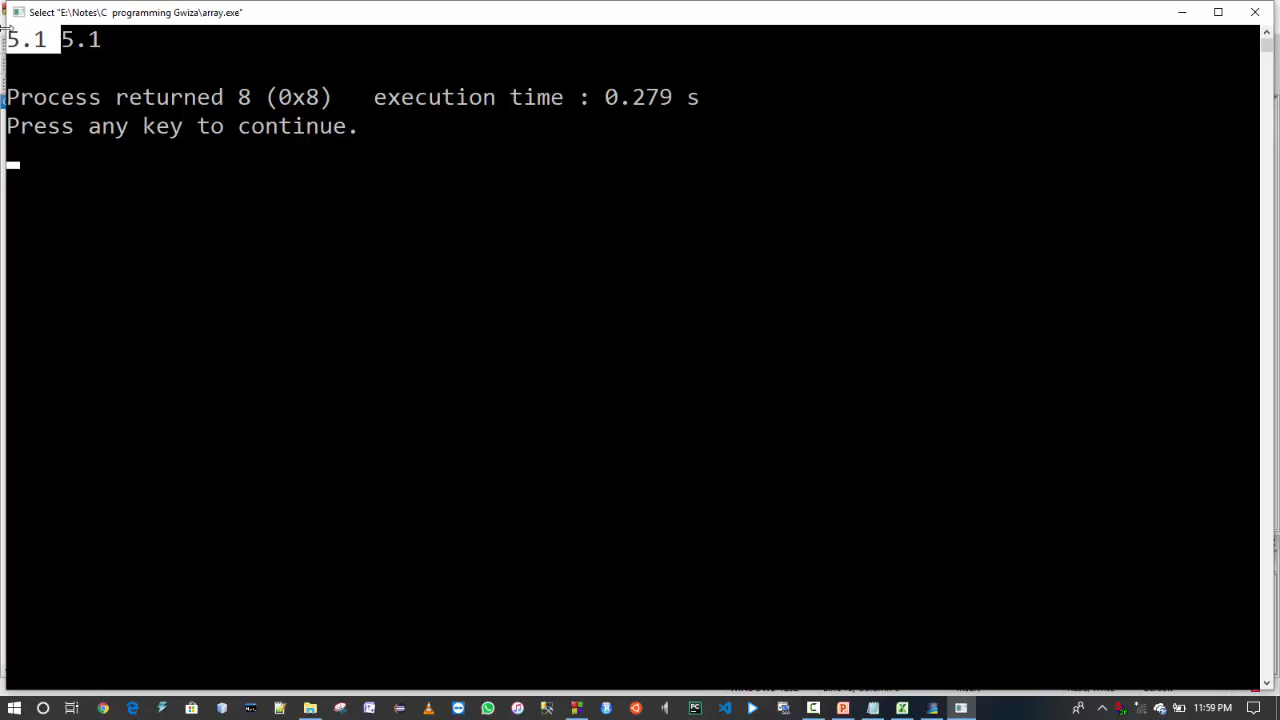 Select "E:\Notes\C  programming Gwiza\array.exe"
5.1 5.1
Process returned 8 (0x8)   execution time : 0.279 s
Press any key to continue.
11:59 PM